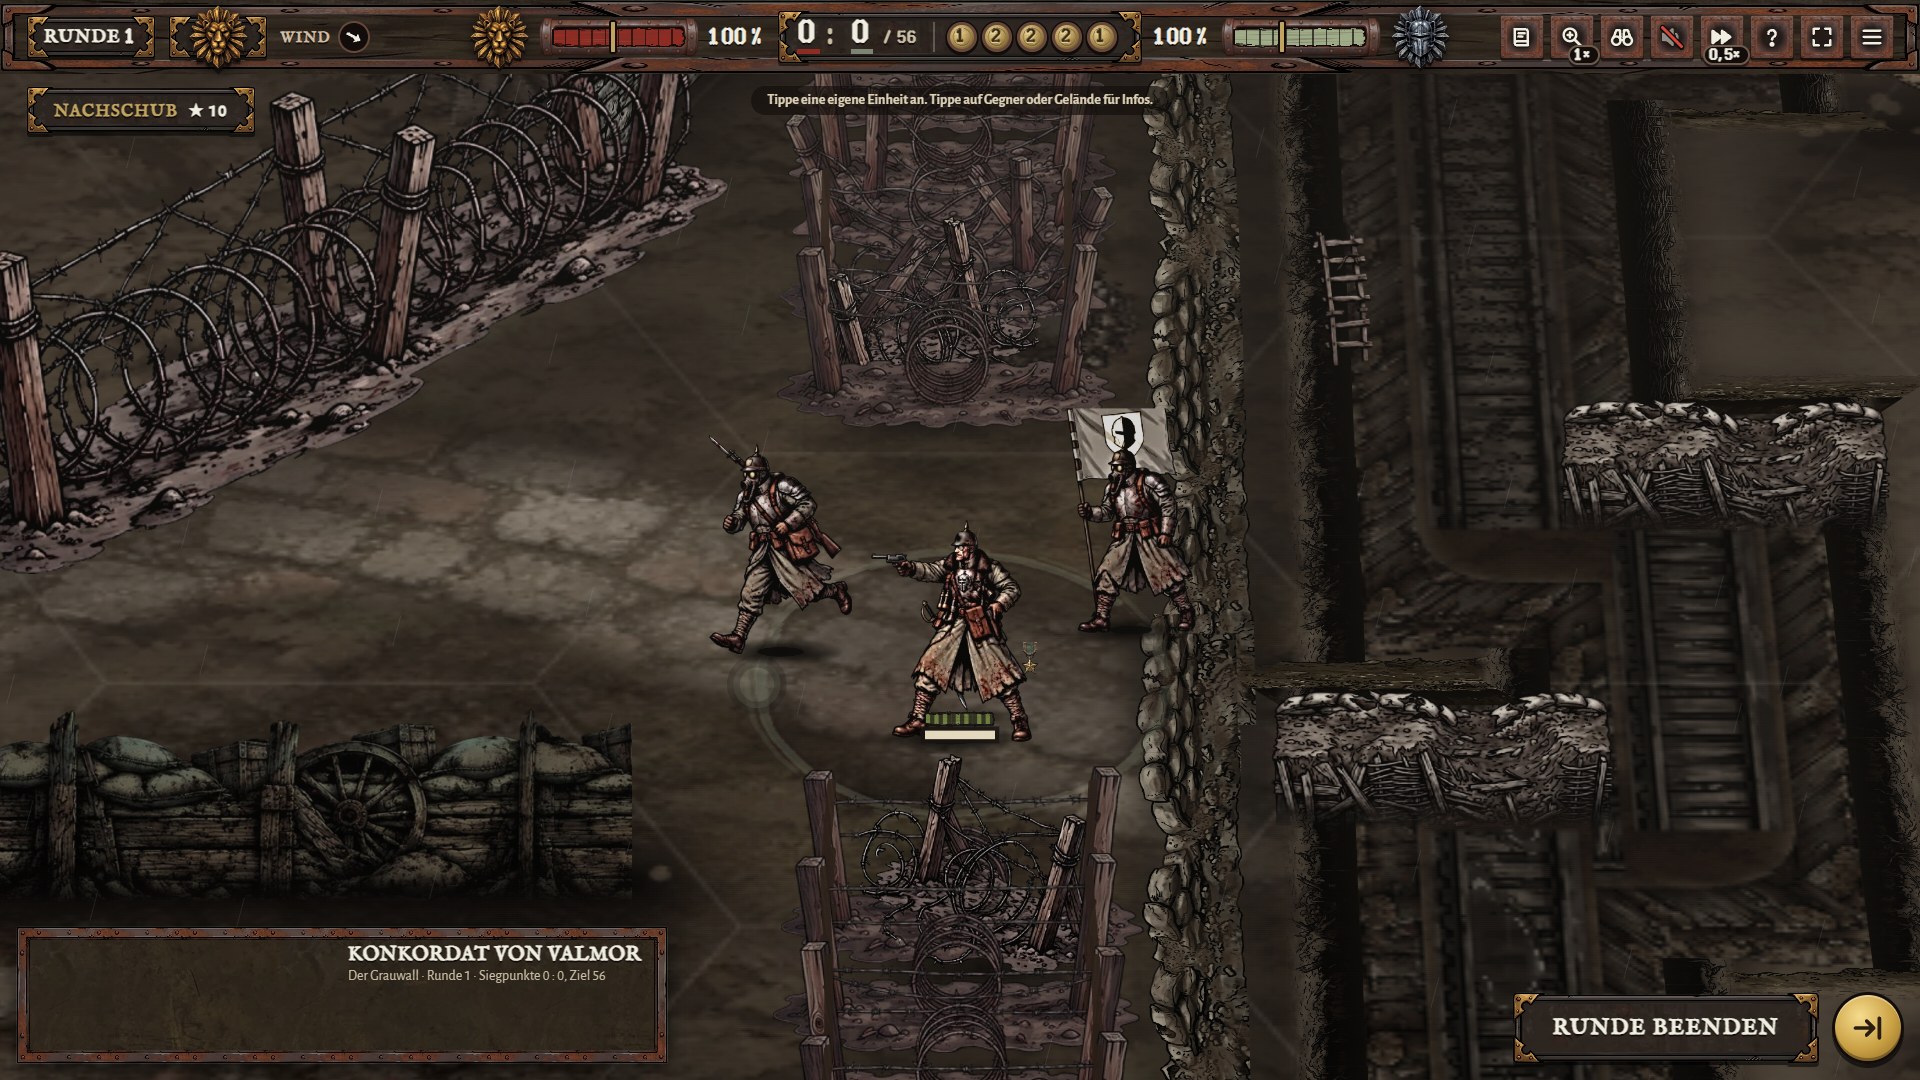 RUNDE 1
WIND
100%
0 : 0 / 56
1 2 2 2 1
100%
1×
0,5×
?
NACHSCHUB ★ 10
Tippe eine eigene Einheit an. Tippe auf Gegner oder Gelände für Infos.
KONKORDAT VON VALMOR
Der Grauwall · Runde 1 · Siegpunkte 0 : 0, Ziel 56
RUNDE BEENDEN